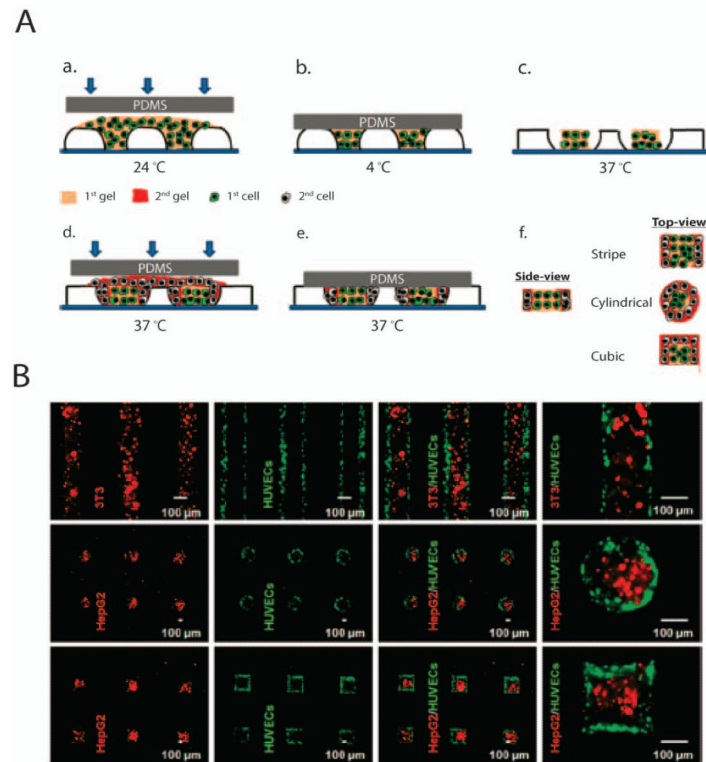 A
a.
b.
c.
PDMS
PDMS
24 °C
4 °C
37 °C
1st gel
2nd gel
1st cell
2nd cell
d.
e.
f.
Top-view
PDMS
PDMS
Side-view
Stripe
Cylindrical
Cubic
37 °C
37 °C
B
3T3
100 µm
HUVECs
100 µm
3T3/HUVECs
100 µm
3T3/HUVECs
100 µm
HepG2
100 µm
HUVECs
100 µm
HepG2/HUVECs
100 µm
HepG2/HUVECs
100 µm
HepG2
100 µm
HUVECs
100 µm
HepG2/HUVECs
100 µm
HepG2/HUVECs
100 µm